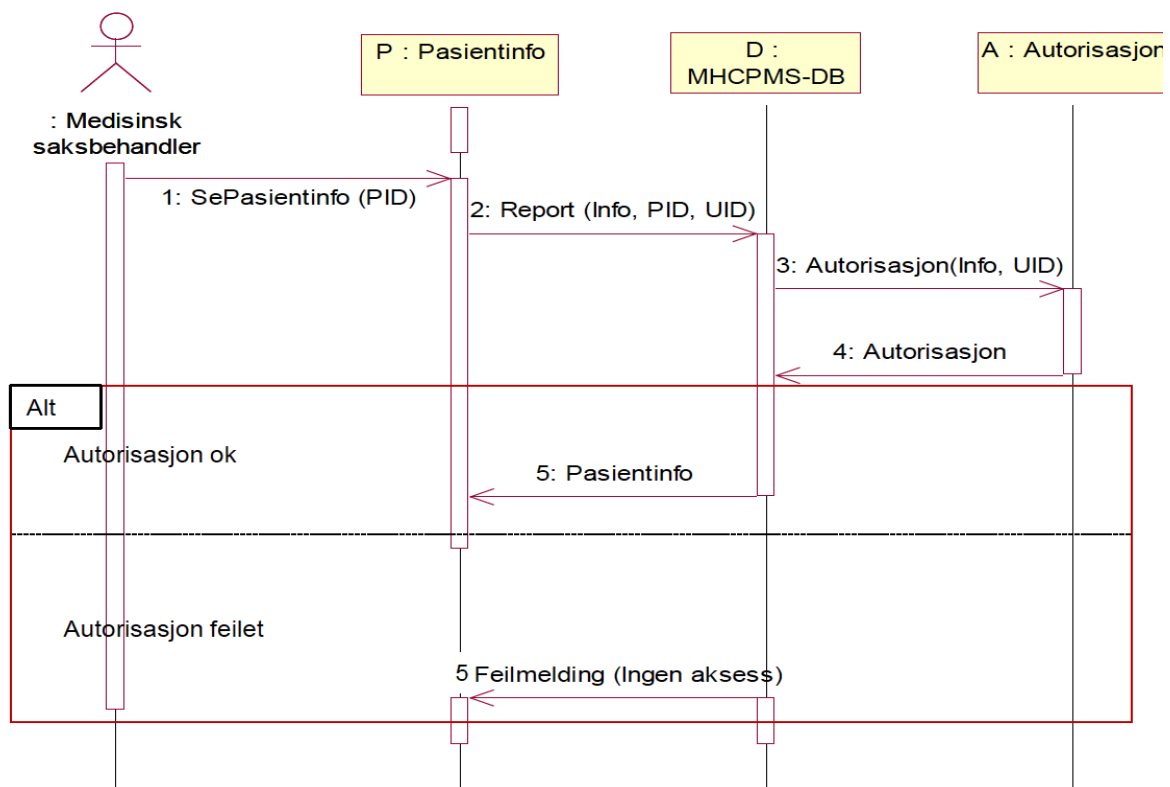 P : Pasientinfo
D :
MHCPMS-DB
A : Autorisasjon
: Medisinsk
saksbehandler
1: SePasientinfo (PID)
2: Report (Info, PID, UID)
3: Autorisasjon(Info, UID)
4: Autorisasjon
Alt
Autorisasjon ok
5: Pasientinfo
Autorisasjon feilet
5 Feilmelding (Ingen aksess)